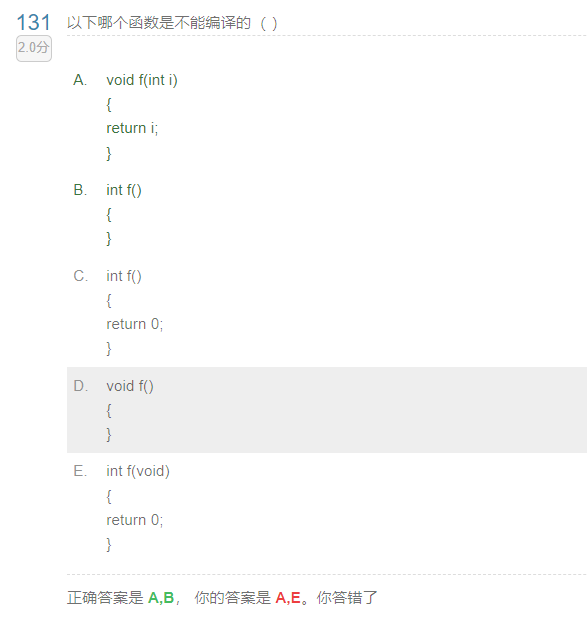 131 以下哪个函数是不能编译的（ ）
2.0分
A. void f(int i)
{
return i;
}
B. int f()
{
}
C. int f()
{
return 0;
}
D. void f()
{
}
E. int f(void)
{
return 0;
}
正确答案是 A,B， 你的答案是 A,E。你答错了